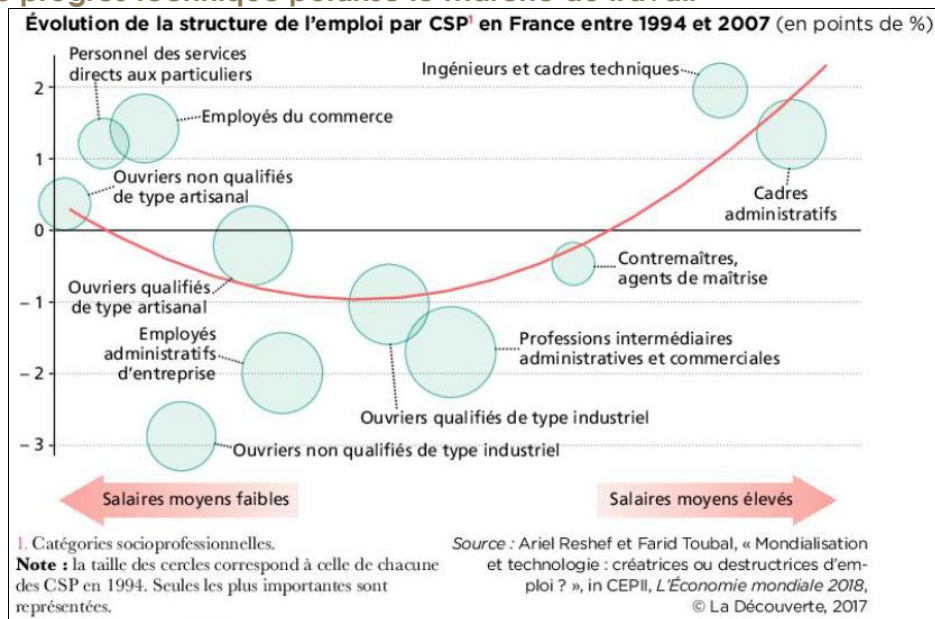 Évolution de la structure de l'emploi par CSP¹ en France entre 1994 et 2007 (en points de %)
Personnel des services
directs aux particuliers
Ingénieurs et cadres techniques
2
Employés du commerce
1
Ouvriers non qualifiés
de type artisanal
Cadres
administratifs
0
Contremaîtres,
agents de maîtrise
Ouvriers qualifiés
de type artisanal
– 1
Employés
administratifs
d'entreprise
Professions intermédiaires
administratives et commerciales
– 2
Ouvriers qualifiés de type industriel
– 3
Ouvriers non qualifiés de type industriel
Salaires moyens faibles
Salaires moyens élevés
1. Catégories socioprofessionnelles.
Note : la taille des cercles correspond à celle de chacune
des CSP en 1994. Seules les plus importantes sont
représentées.
Source : Ariel Reshef et Farid Toubal, « Mondialisation
et technologie : créatrices ou destructrices d'em-
ploi ? », in CEPII, L'Économie mondiale 2018,
© La Découverte, 2017